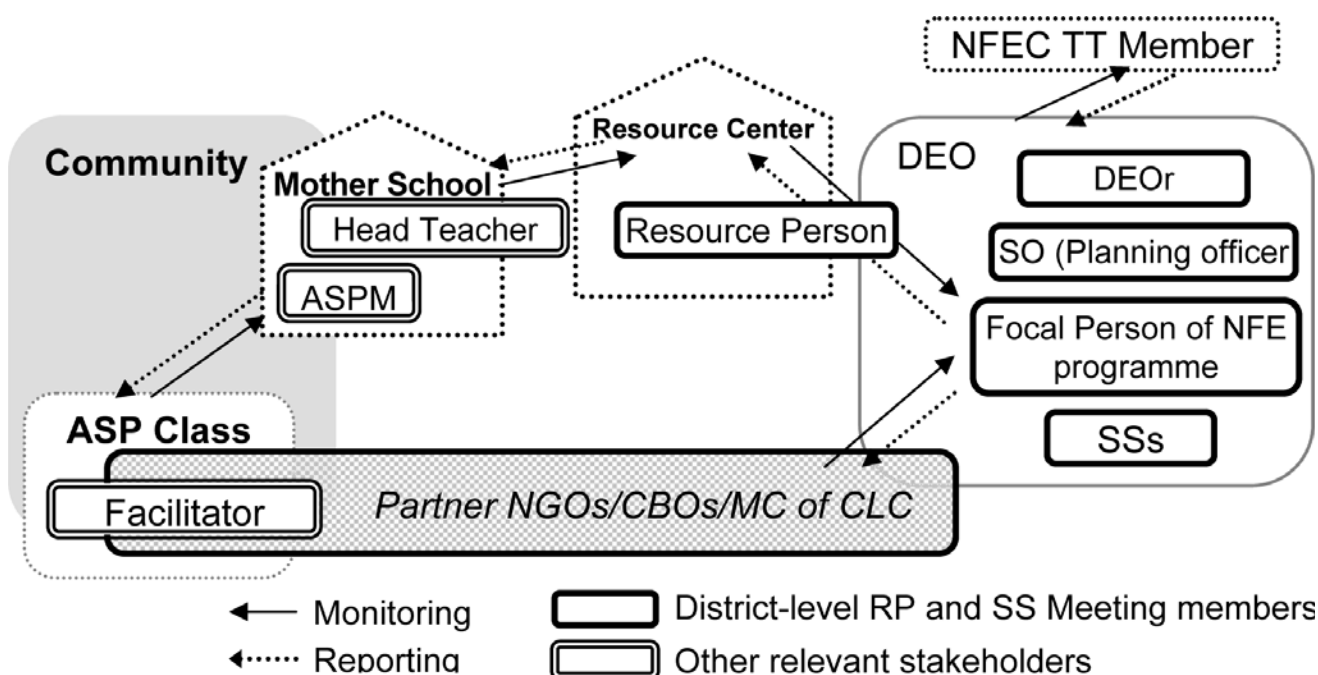 NFEC TT Member
Community
Resource Center
DEO
DEOr
Mother School
Head Teacher
Resource Person
SO (Planning officer
ASPM
Focal Person of NFE
programme
ASP Class
SSs
Facilitator
Partner NGOs/CBOs/MC of CLC
Monitoring
District-level RP and SS Meeting members
Reporting
Other relevant stakeholders